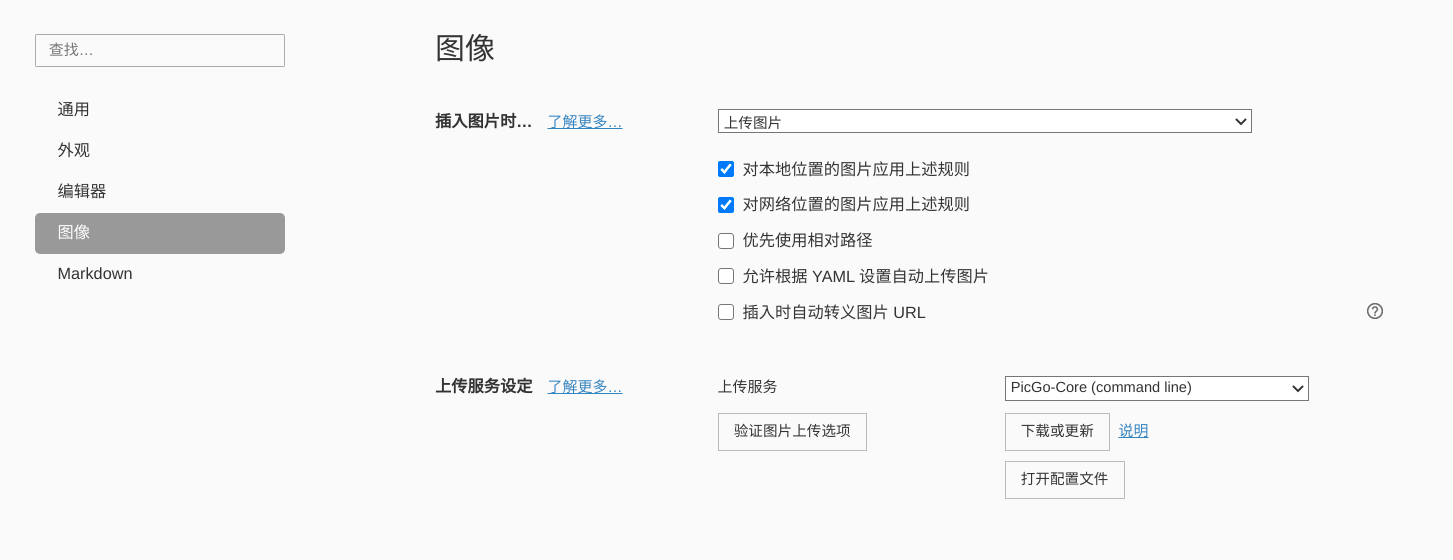 查找…
通用
外观
编辑器
图像
Markdown
图像
插入图片时… 了解更多… 上传图片
对本地位置的图片应用上述规则
对网络位置的图片应用上述规则
优先使用相对路径
允许根据 YAML 设置自动上传图片
插入时自动转义图片 URL
上传服务设定 了解更多… 上传服务 PicGo-Core (command line)
验证图片上传选项 下载或更新 说明
打开配置文件